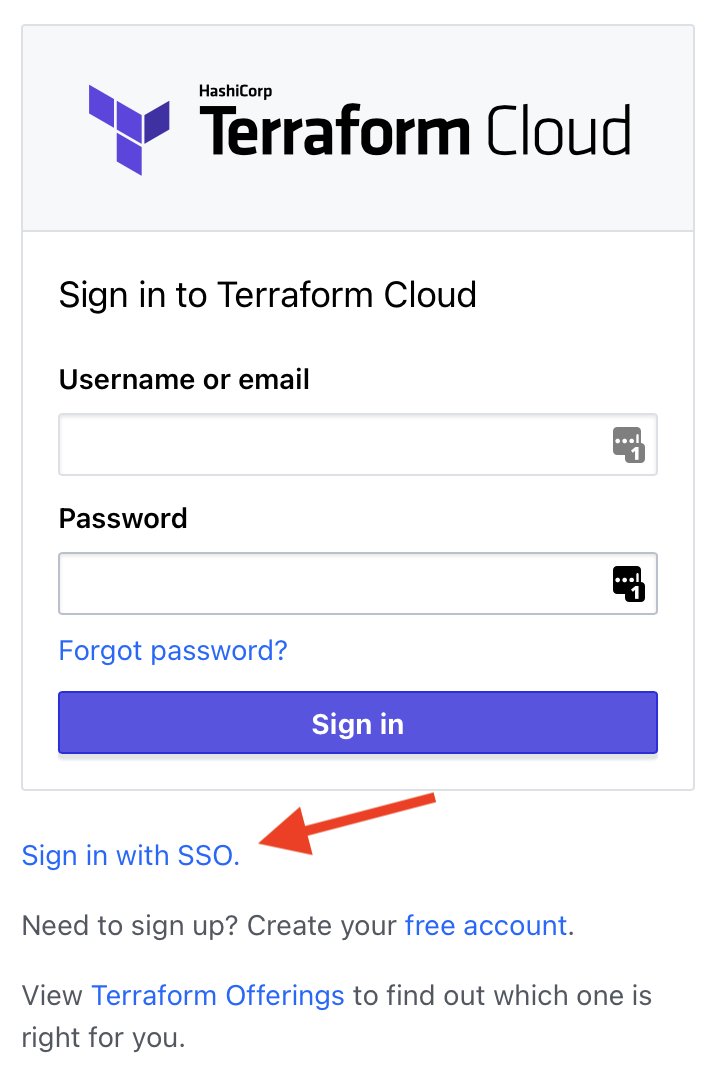 HashiCorp
Terraform Cloud
Sign in to Terraform Cloud
Username or email
1
Password
1
Forgot password?
Sign in
Sign in with SSO.
Need to sign up? Create your free account.
View Terraform Offerings to find out which one is
right for you.